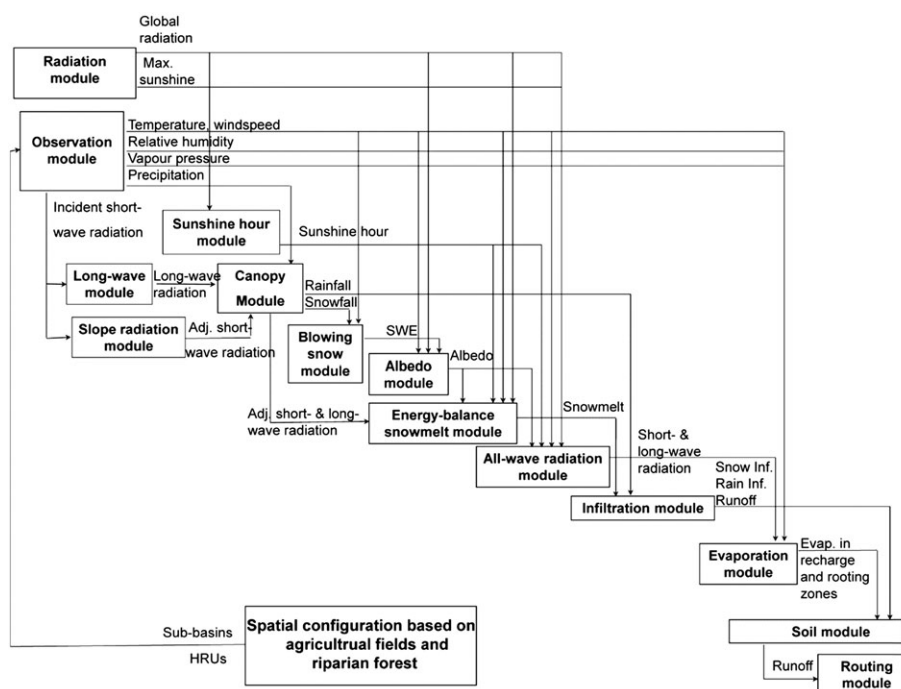 Global
radiation
Radiation
module
Max.
sunshine
Observation
module
Temperature, windspeed
Relative humidity
Vapour pressure
Precipitation
Incident short-
wave radiation
Sunshine hour
module
Sunshine hour
Long-wave
module
Long-wave
radiation
Canopy
Module
Rainfall
Snowfall
Slope radiation
module
Adj. short-
wave radiation
Blowing
snow
module
SWE
Albedo
module
Albedo
Adj. short- & long-
wave radiation
Energy-balance
snowmelt module
Snowmelt
All-wave radiation
module
Short- &
long-wave
radiation
Snow Inf.
Rain Inf.
Runoff
Infiltration module
Evaporation
module
Evap. in
recharge
and rooting
zones
Sub-basins
HRUs
Spatial configuration based on
agricultrual fields and
riparian forest
Soil module
Runoff
Routing
module